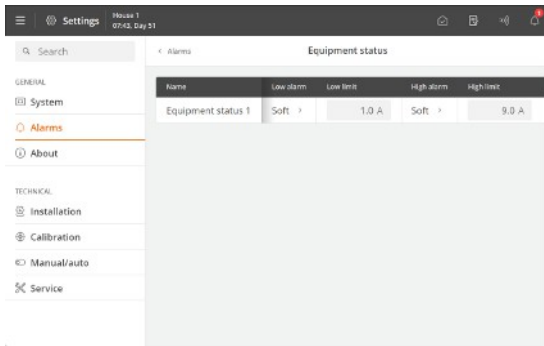 Settings
House 1
07:43, Day 51
1
Search
< Alarms
Equipment status
GENERAL
System
Alarms
About
TECHNICAL
Installation
Calibration
Manual/auto
Service
Name Low alarm Low limit High alarm High limit
Equipment status 1 Soft > 1.0 A Soft > 9.0 A